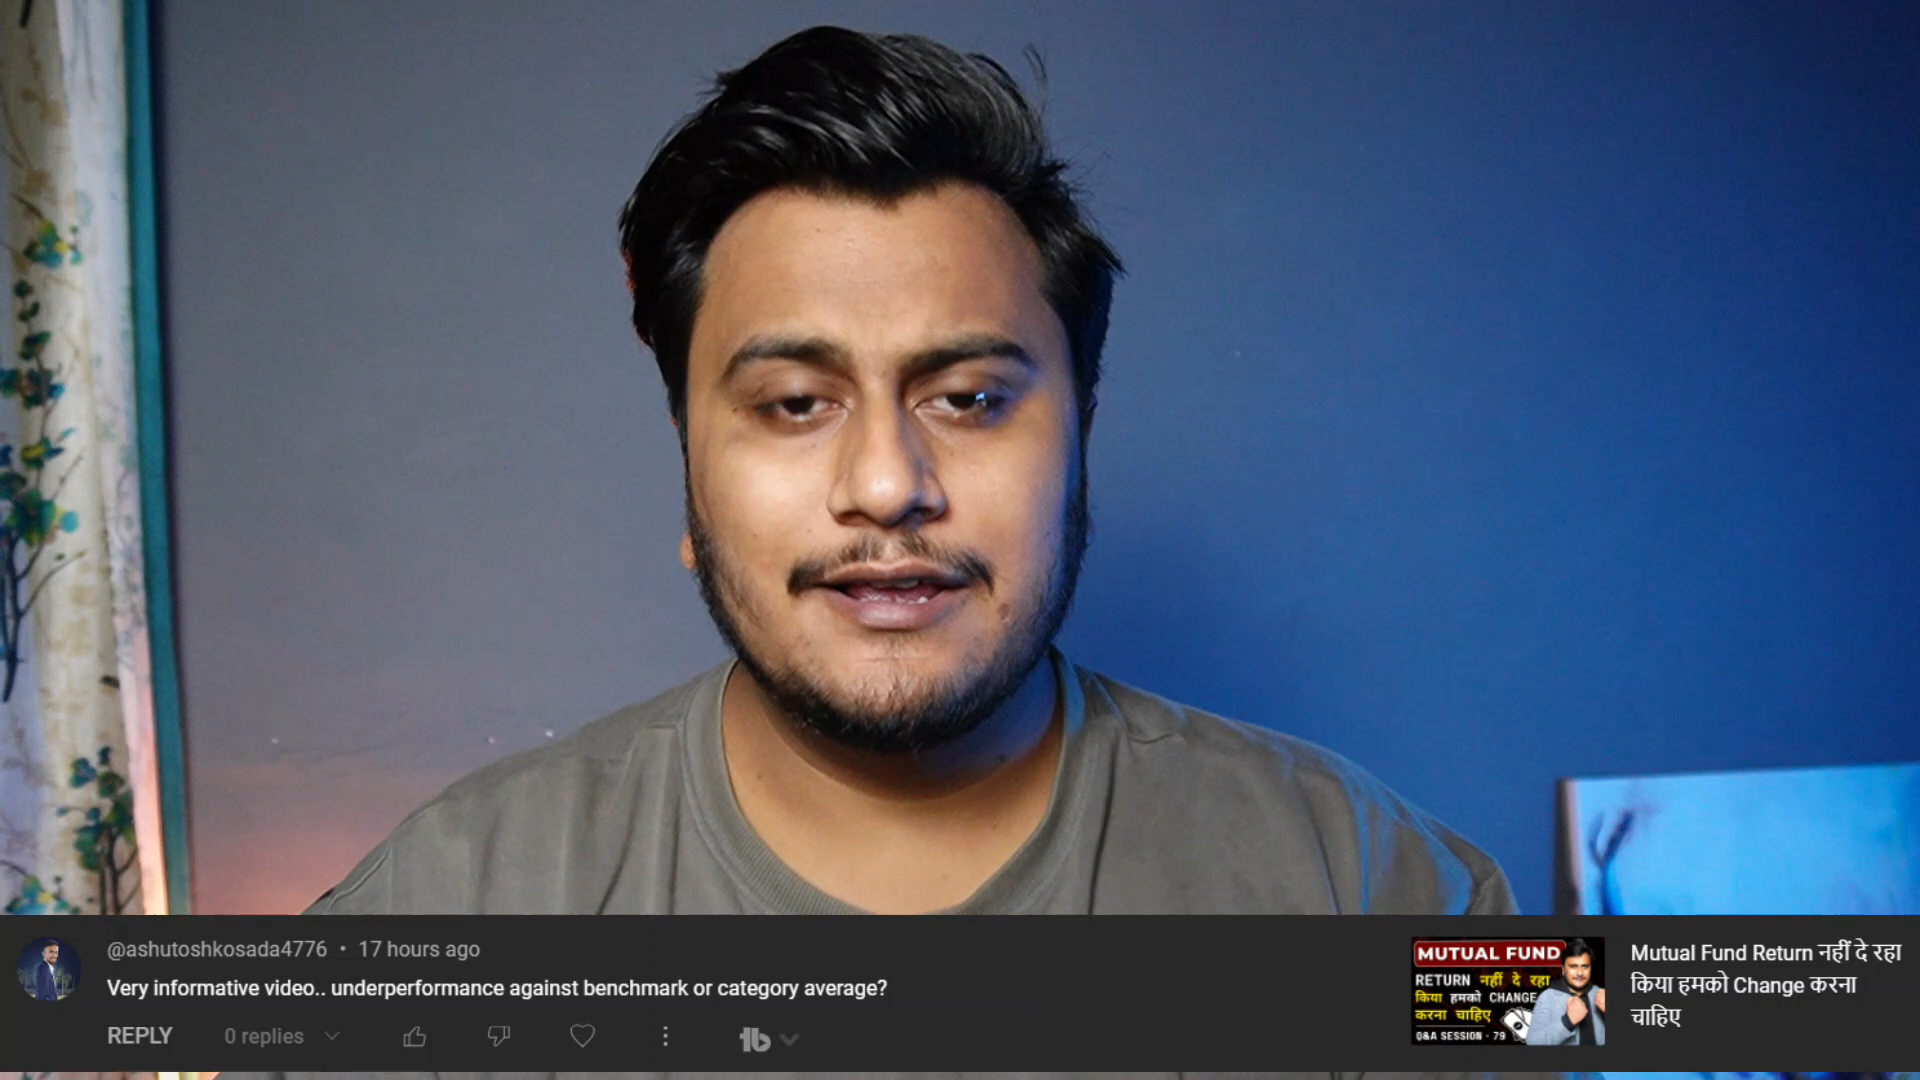 @ashutoshkosada4776 • 17 hours ago
Very informative video.. underperformance against benchmark or category average?
REPLY 0 replies
tb
MUTUAL FUND
RETURN नहीं दे रहा
किया हमको CHANGE
करना चाहिए
Q&A SESSION - 79
Mutual Fund Return नहीं दे रहा
किया हमको Change करना
चाहिए